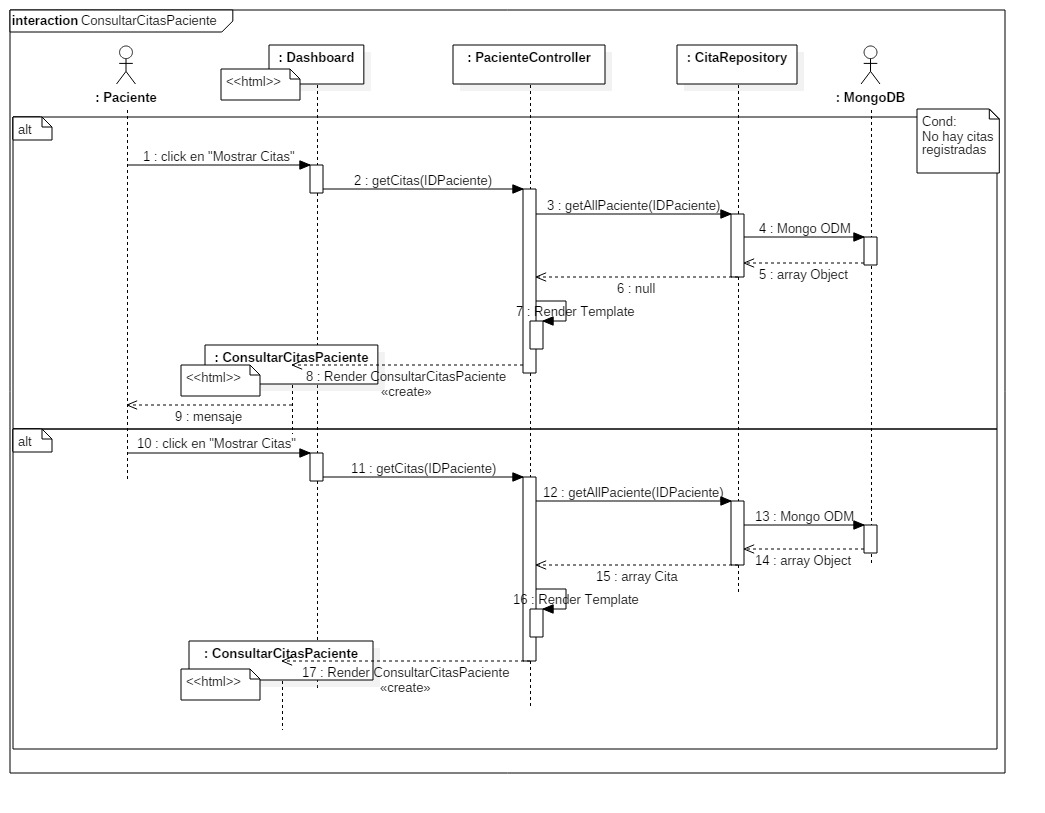 interaction ConsultarCitasPaciente
: Paciente
: Dashboard
<<html>>
: PacienteController
: CitaRepository
: MongoDB
alt
Cond:
No hay citas
registradas
1 : click en "Mostrar Citas"
2 : getCitas(IDPaciente)
3 : getAllPaciente(IDPaciente)
4 : Mongo ODM
5 : array Object
6 : null
7 : Render Template
: ConsultarCitasPaciente
<<html>>
8 : Render ConsultarCitasPaciente
«create»
9 : mensaje
alt
10 : click en "Mostrar Citas"
11 : getCitas(IDPaciente)
12 : getAllPaciente(IDPaciente)
13 : Mongo ODM
14 : array Object
15 : array Cita
16 : Render Template
: ConsultarCitasPaciente
<<html>>
17 : Render ConsultarCitasPaciente
«create»